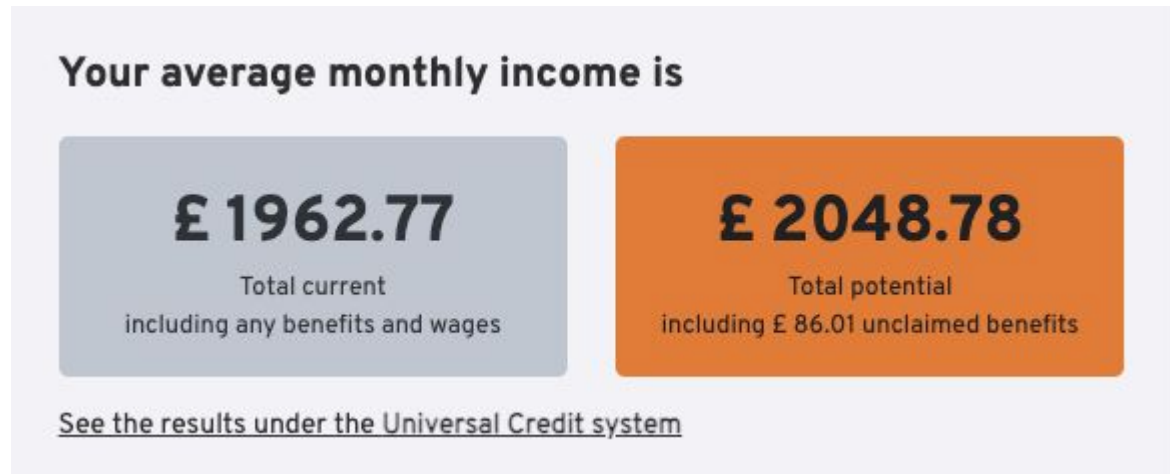 Your average monthly income is
£ 1962.77
Total current
including any benefits and wages
£ 2048.78
Total potential
including £ 86.01 unclaimed benefits
See the results under the Universal Credit system